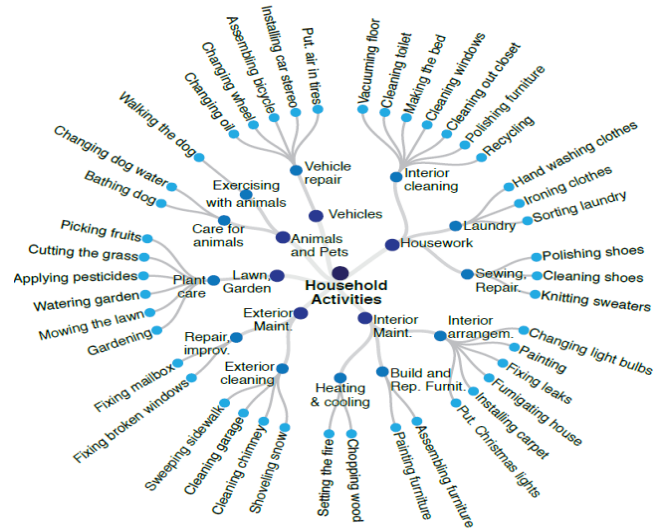 Changing oil
Changing wheel
Assembling bicycle
Installing car stereo
Put. air in tires
Vehicle
repair
Vehicles
Vacuuming floor
Cleaning toilet
Making the bed
Cleaning windows
Cleaning out closet
Polishing furniture
Recycling
Interior
cleaning
Hand washing clothes
Ironing clothes
Sorting laundry
Laundry
Housework
Polishing shoes
Cleaning shoes
Knitting sweaters
Sewing,
Repair.
Walking the dog
Exercising
with animals
Changing dog water
Bathing dog
Care for
animals
Animals
and Pets
Picking fruits
Cutting the grass
Applying pesticides
Watering garden
Mowing the lawn
Gardening
Plant
care
Lawn,
Garden
Household
Activities
Exterior
Maint.
Repair,
improv.
Fixing mailbox
Fixing broken windows
Exterior
cleaning
Sweeping sidewalk
Cleaning garage
Cleaning chimney
Shoveling snow
Interior
Maint.
Heating
& cooling
Setting the fire
Chopping wood
Build and
Rep. Furnit.
Painting furniture
Assembling furniture
Interior
arrangem.
Changing light bulbs
Painting
Fixing leaks
Fumigating house
Installing carpet
Put. Christmas lights